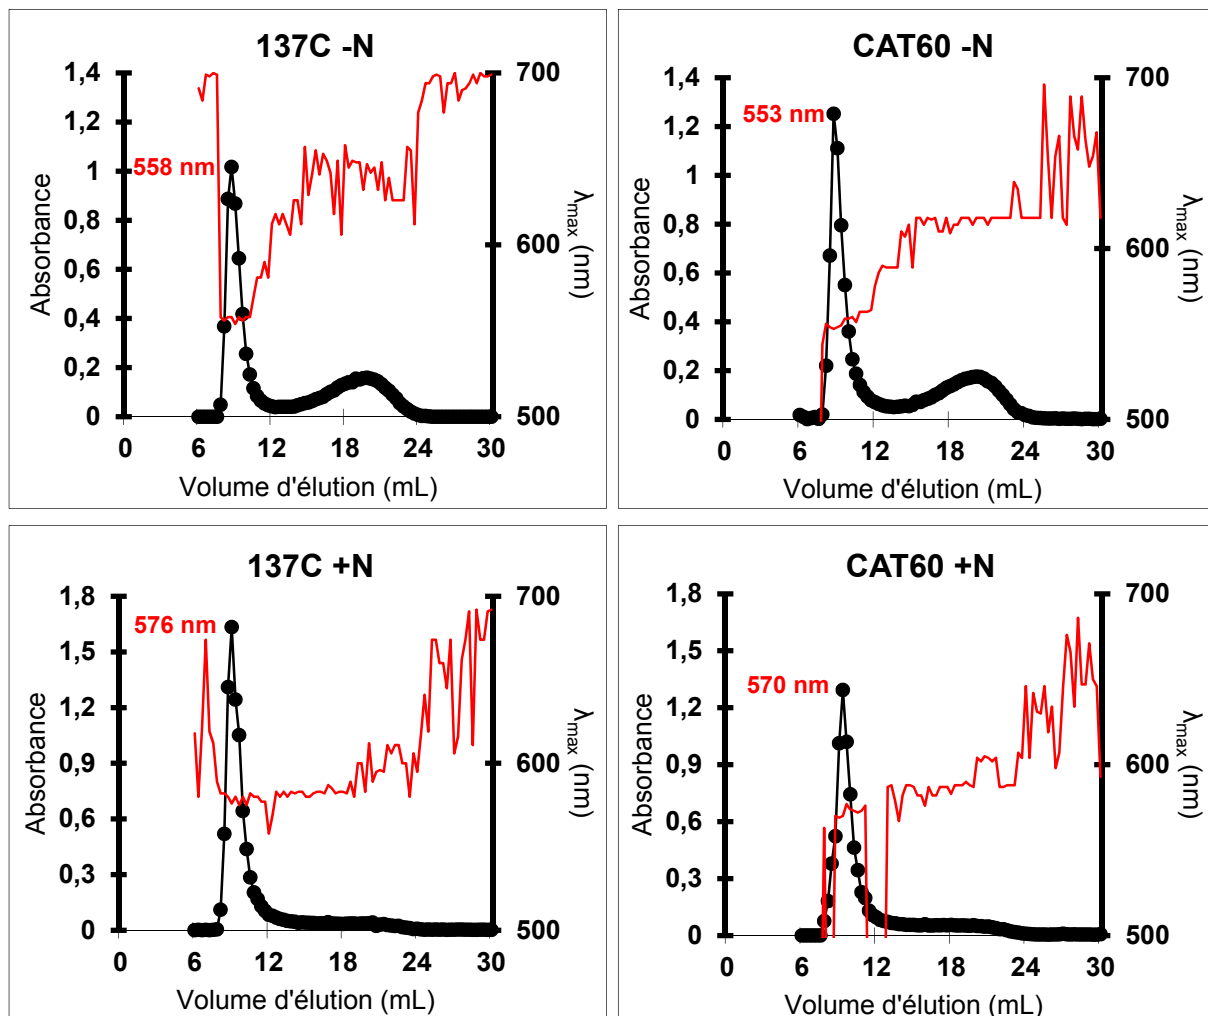 137C -N
1,4
1,2
1
0,8
0,6
0,4
0,2
0
700
600
500
558 nm
Absorbance
λmax (nm)
0 6 12 18 24 30
Volume d'élution (mL)
CAT60 -N
1,4
1,2
1
0,8
0,6
0,4
0,2
0
700
600
500
553 nm
Absorbance
λmax (nm)
0 6 12 18 24 30
Volume d'élution (mL)
137C +N
1,8
1,5
1,2
0,9
0,6
0,3
0
700
600
500
576 nm
Absorbance
λmax (nm)
0 6 12 18 24 30
Volume d'élution (mL)
CAT60 +N
1,8
1,5
1,2
0,9
0,6
0,3
0
700
600
500
570 nm
Absorbance
λmax (nm)
0 6 12 18 24 30
Volume d'élution (mL)